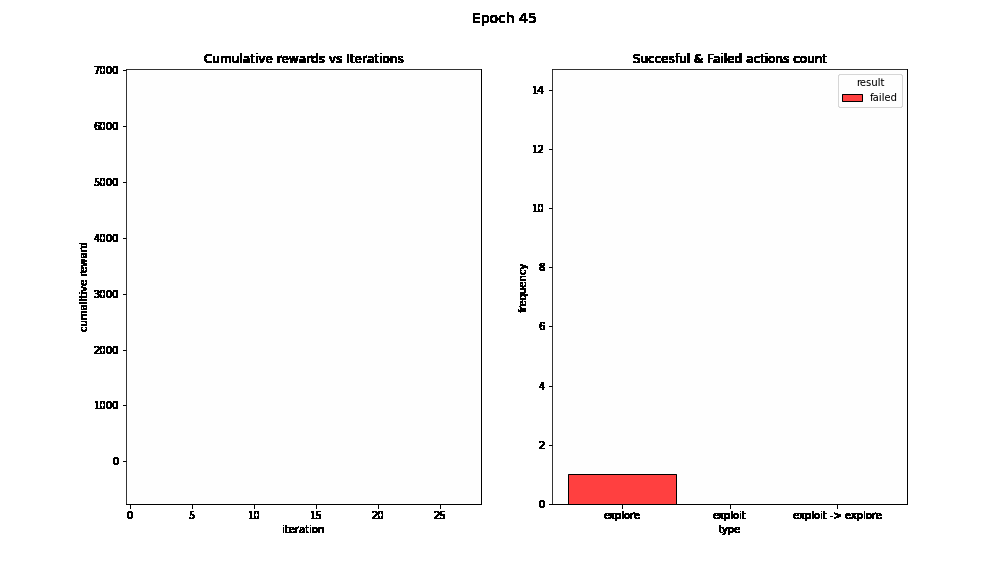 Epoch 45
Cumulative rewards vs Iterations
7000
6000
5000
4000
3000
2000
1000
0
cumalitive reward
0 5 10 15 20 25
iteration
Succesful & Failed actions count
result
failed
14
12
10
8
6
4
2
0
frequency
explore exploit exploit -> explore
type